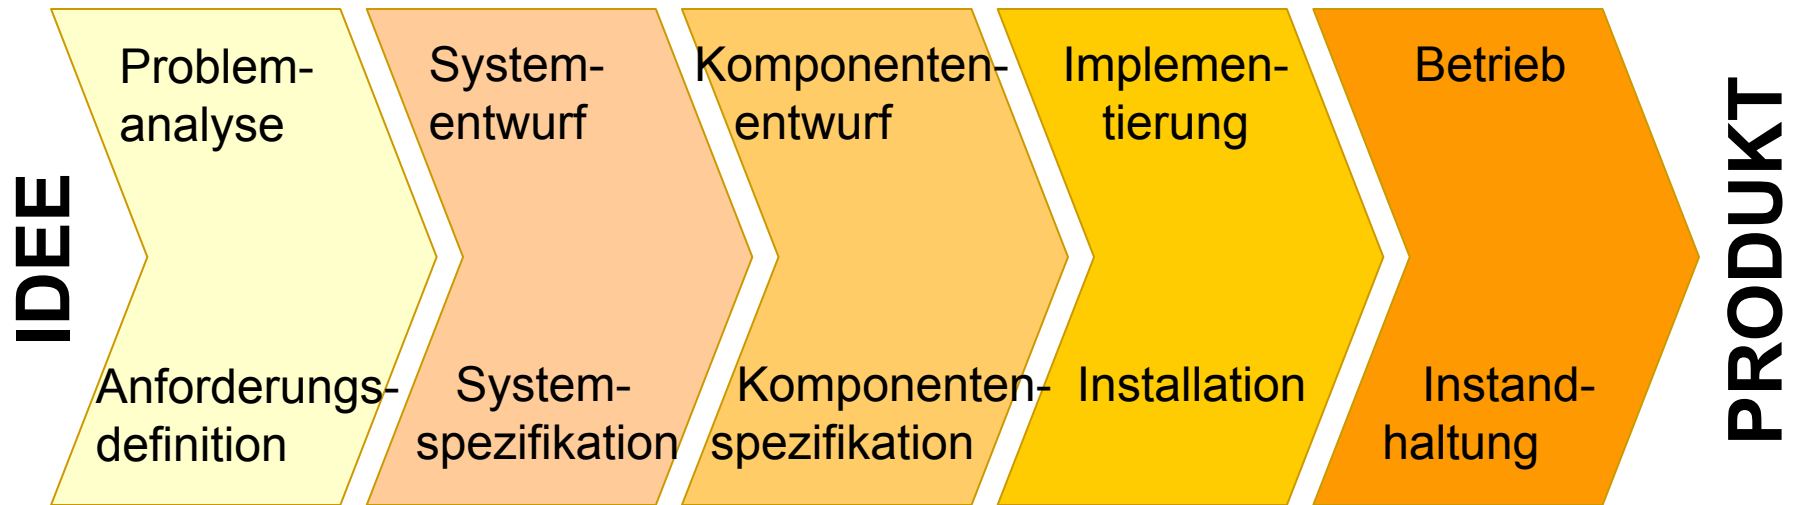 IDEE
Problem-
analyse
Anforderungs-
definition
System-
entwurf
System-
spezifikation
Komponenten-
entwurf
Komponenten-
spezifikation
Implemen-
tierung
Installation
Betrieb
Instand-
haltung
PRODUKT